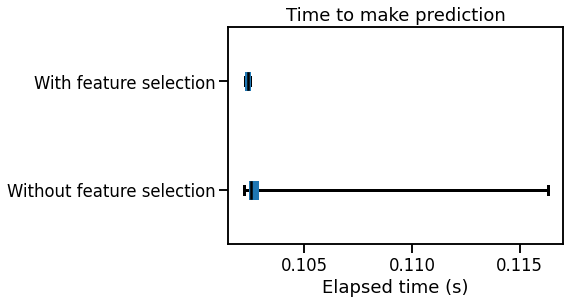 Time to make prediction
With feature selection
Without feature selection
0.105 0.110 0.115
Elapsed time (s)